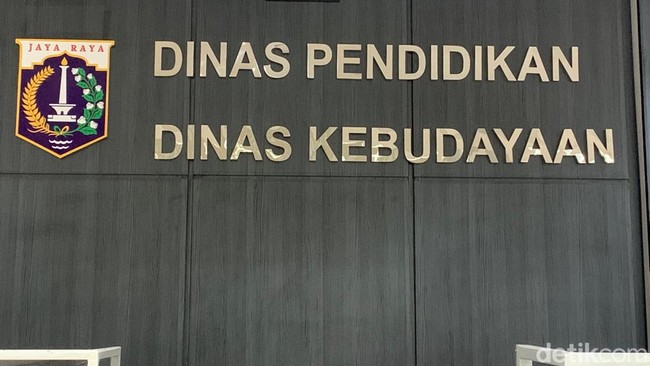 JAYA RAYA
DINAS PENDIDIKAN
DINAS KEBUDAYAAN
detikcom